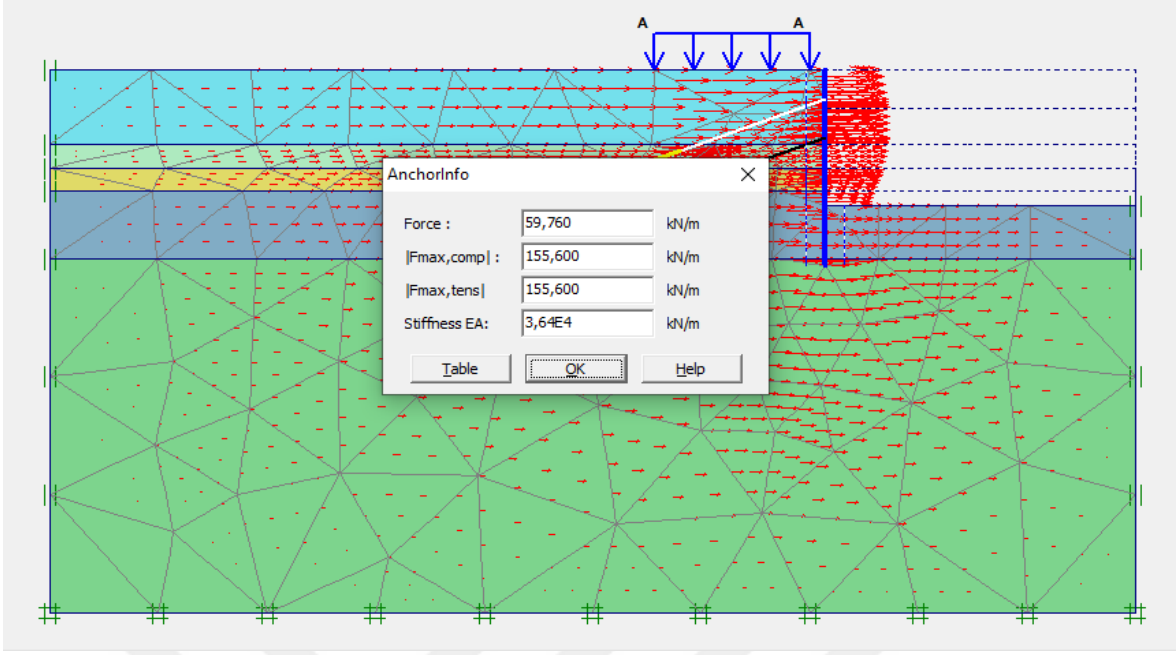 A A
AnchorInfo
Force : 59,760 kN/m
|Fmax,comp| : 155,600 kN/m
|Fmax,tens| 155,600 kN/m
Stiffness EA: 3,64E4 kN/m
Table OK Help